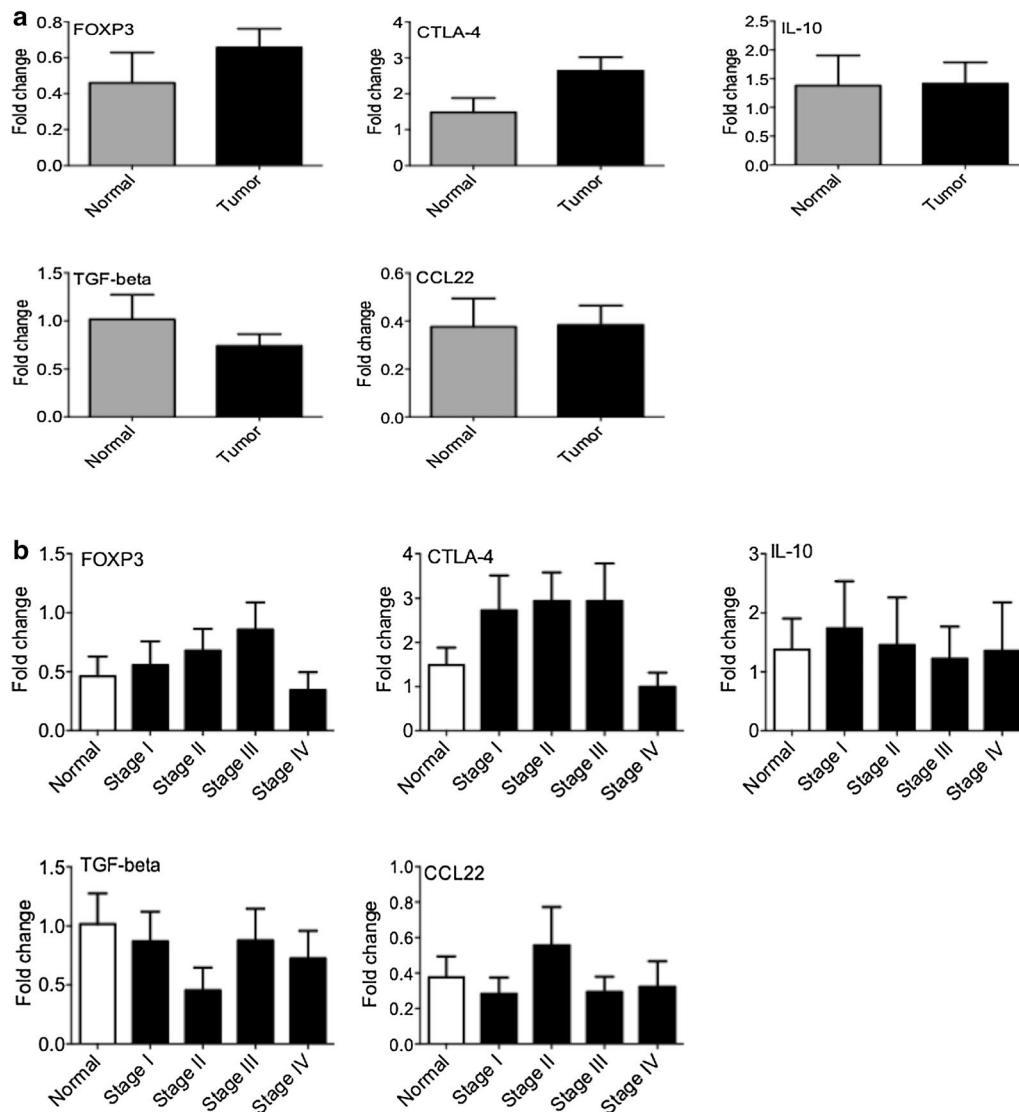 a
FOXP3
Fold change
0.8
0.6
0.4
0.2
0.0
Normal
Tumor
CTLA-4
Fold change
4
3
2
1
0
Normal
Tumor
IL-10
Fold change
2.5
2.0
1.5
1.0
0.5
0.0
Normal
Tumor
TGF-beta
Fold change
1.5
1.0
0.5
0.0
Normal
Tumor
CCL22
Fold change
0.6
0.4
0.2
0.0
Normal
Tumor
b
FOXP3
Fold change
1.5
1.0
0.5
0.0
Normal
Stage I
Stage II
Stage III
Stage IV
CTLA-4
Fold change
4
3
2
1
0
Normal
Stage I
Stage II
Stage III
Stage IV
IL-10
Fold change
3
2
1
0
Normal
Stage I
Stage II
Stage III
Stage IV
TGF-beta
Fold change
1.5
1.0
0.5
0.0
Normal
Stage I
Stage II
Stage III
Stage IV
CCL22
Fold change
1.0
0.8
0.6
0.4
0.2
0.0
Normal
Stage I
Stage II
Stage III
Stage IV